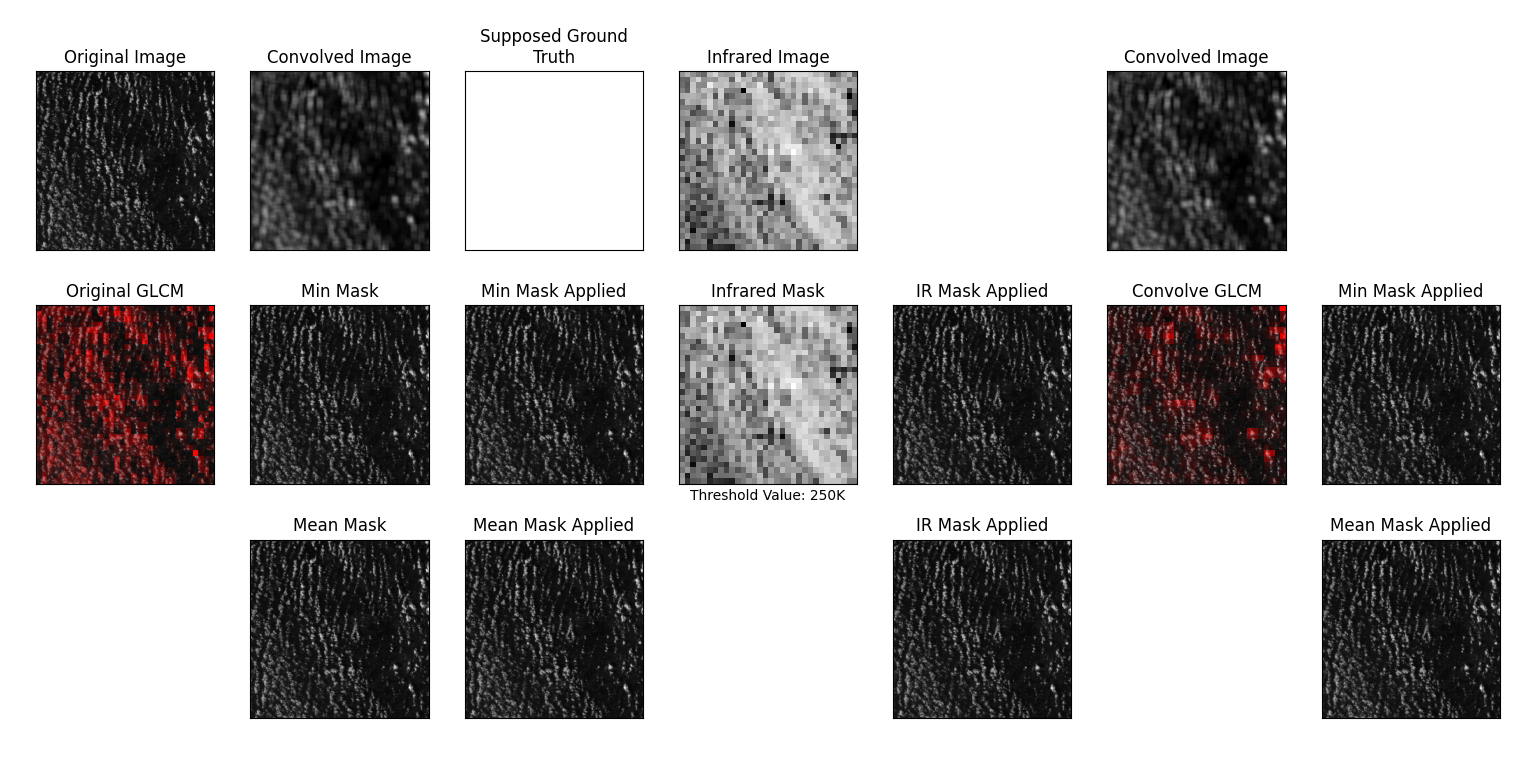 Original Image
Convolved Image
Supposed Ground
Truth
Infrared Image
Convolved Image
Original GLCM
Min Mask
Min Mask Applied
Infrared Mask
IR Mask Applied
Convolve GLCM
Min Mask Applied
Threshold Value: 250K
Mean Mask
Mean Mask Applied
IR Mask Applied
Mean Mask Applied